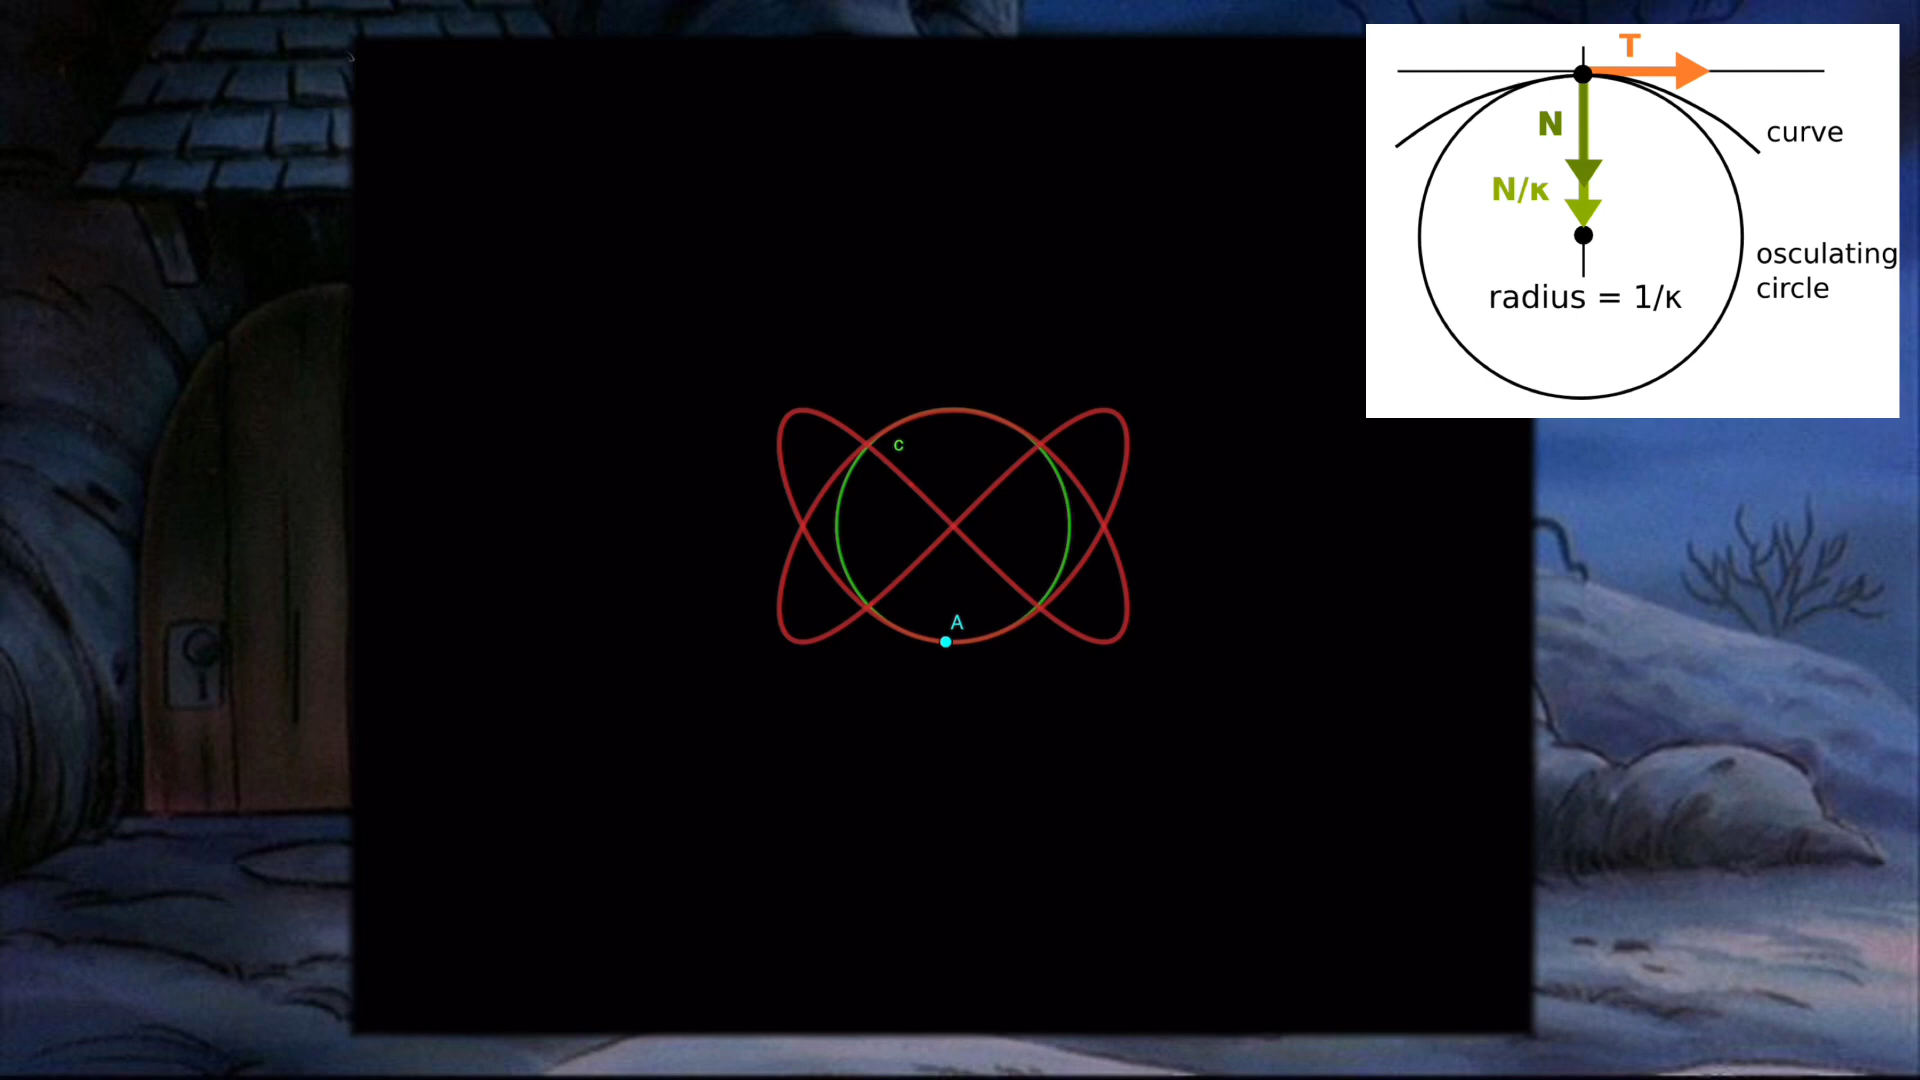 T
N
curve
N/κ
osculating
circle
radius = 1/κ
c
A